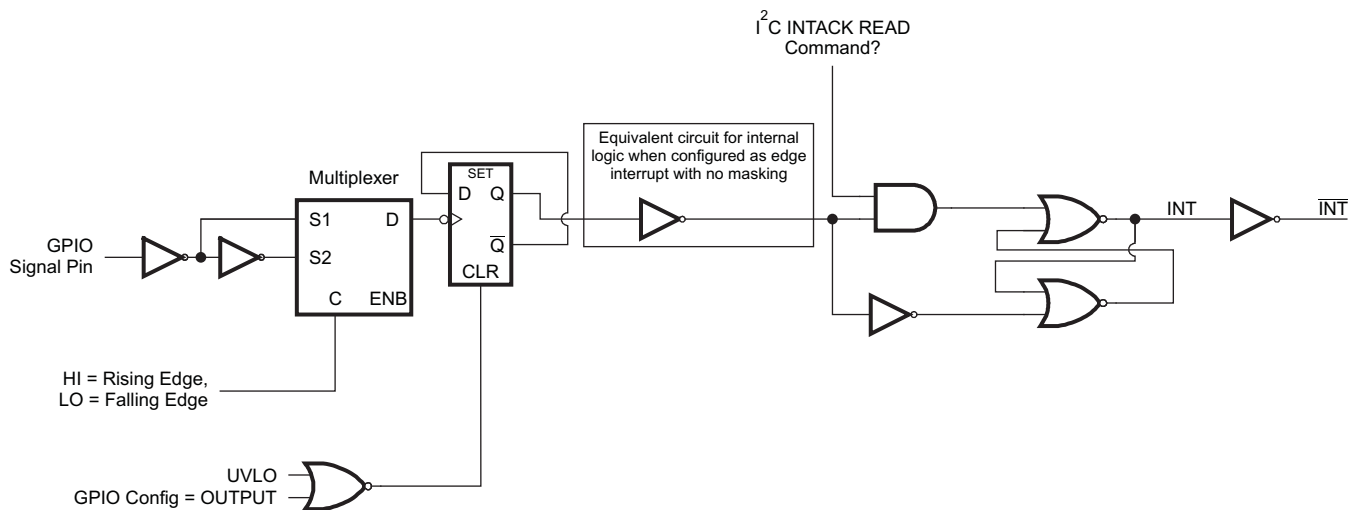 I²C INTACK READ
Command?
Equivalent circuit for internal
logic when configured as edge
interrupt with no masking
Multiplexer
SET
D Q
Q̅
CLR
S1 D
S2
C ENB
GPIO
Signal Pin
INT
I̅N̅T̅
HI = Rising Edge,
LO = Falling Edge
UVLO
GPIO Config = OUTPUT